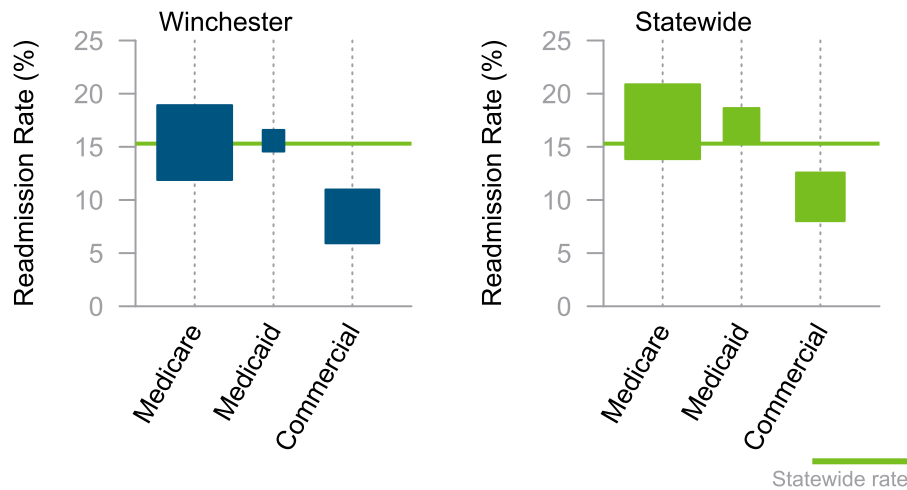 Winchester
Readmission Rate (%)
25
20
15
10
5
0
Medicare
Medicaid
Commercial
Statewide
Readmission Rate (%)
25
20
15
10
5
0
Medicare
Medicaid
Commercial
Statewide rate